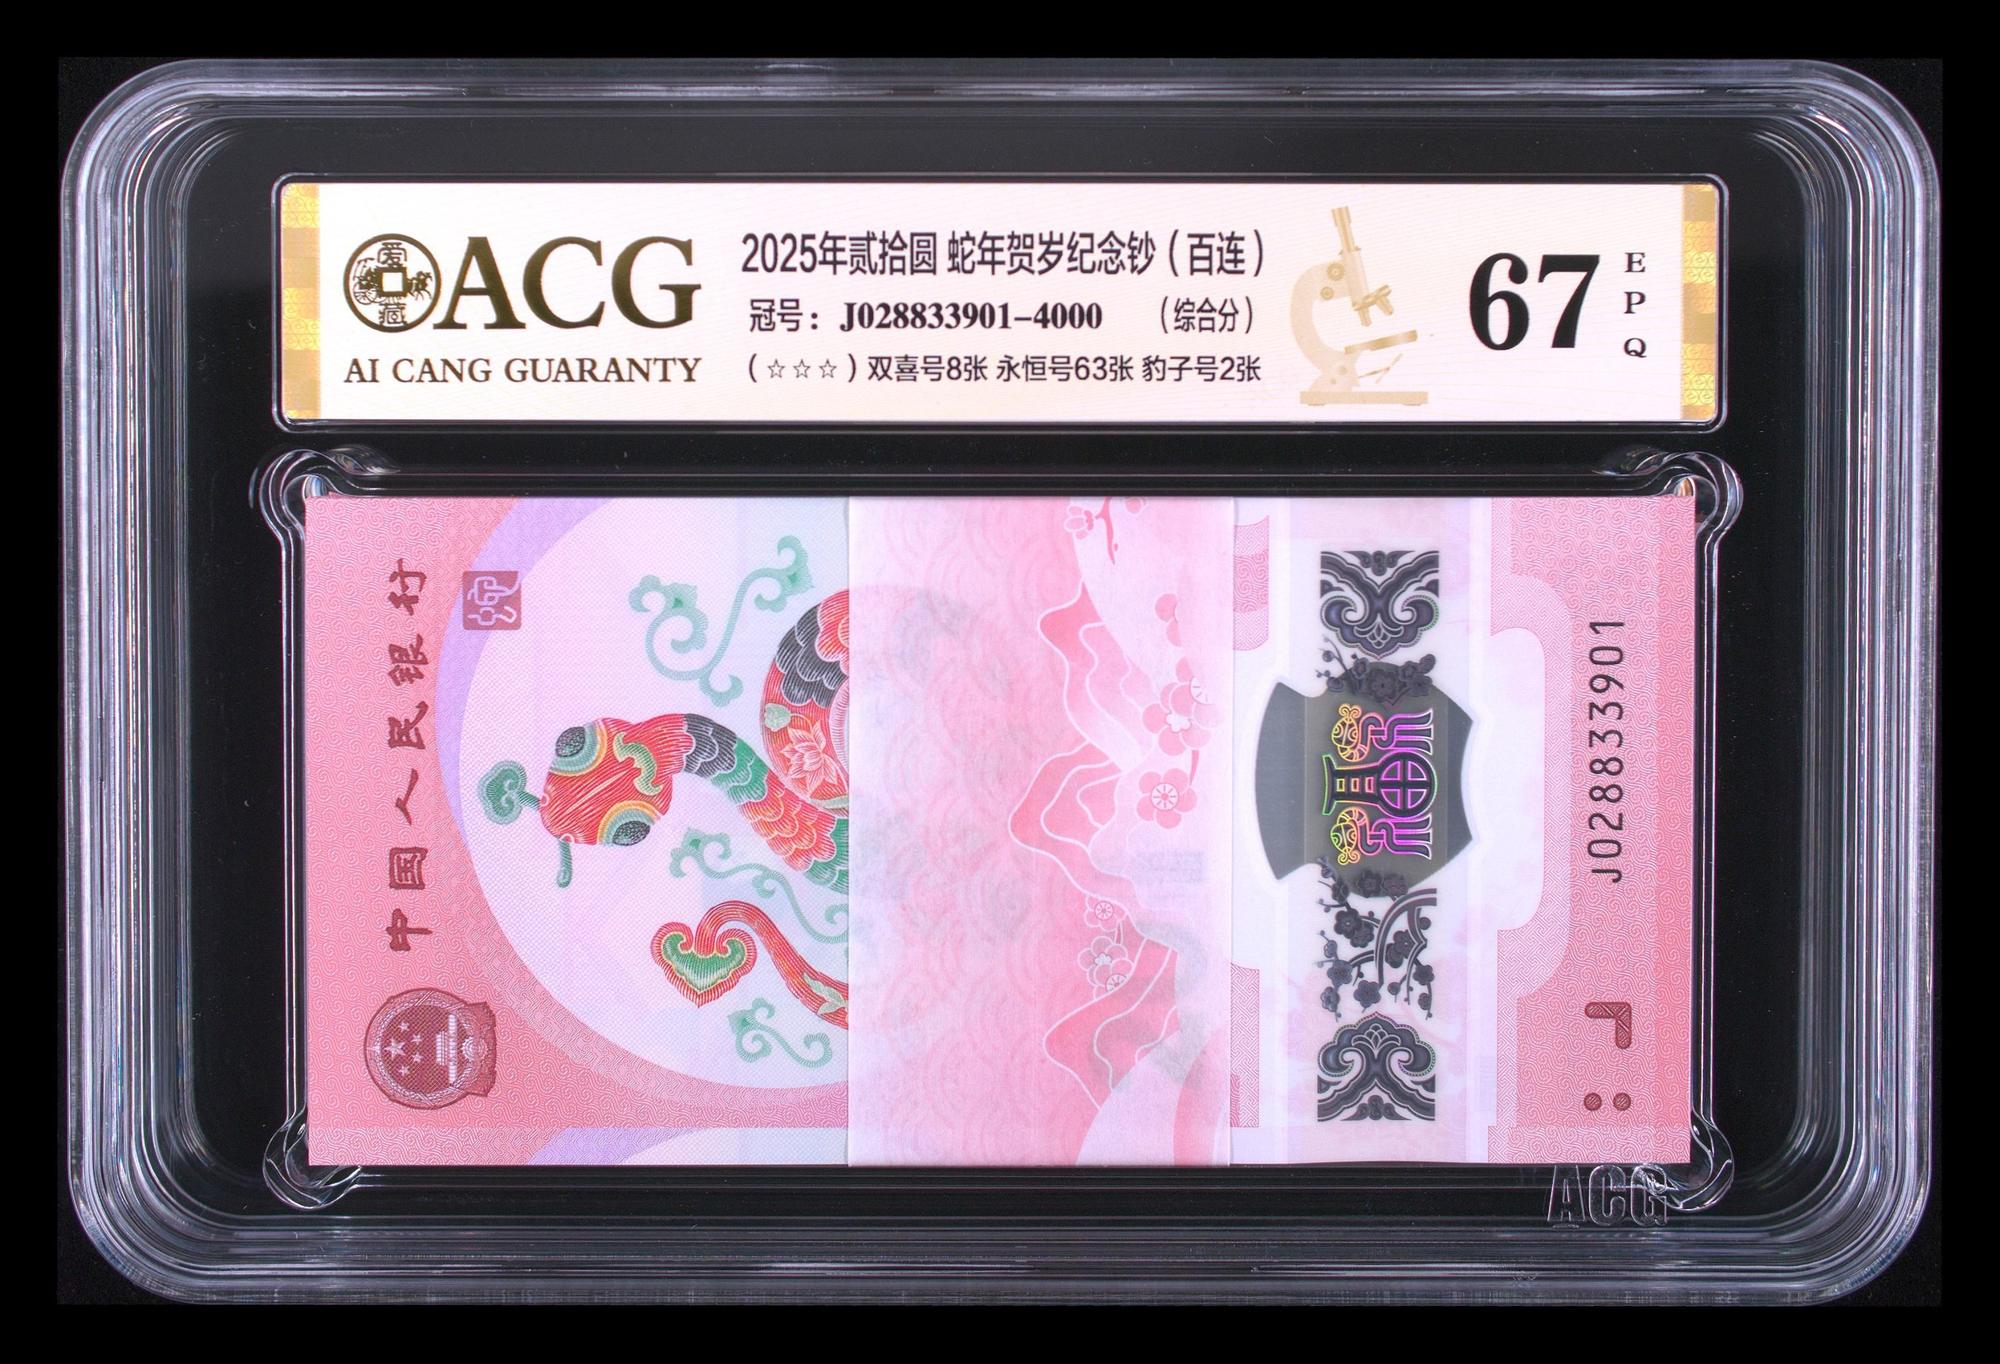 爱藏
ACG
AI CANG GUARANTY
2025年贰拾圆 蛇年贺岁纪念钞（百连）
冠号：J028833901-4000 （综合分）
（☆☆☆）双喜号8张 永恒号63张 豹子号2张
67
E
P
Q
中国人民银行
J028833901
ACG